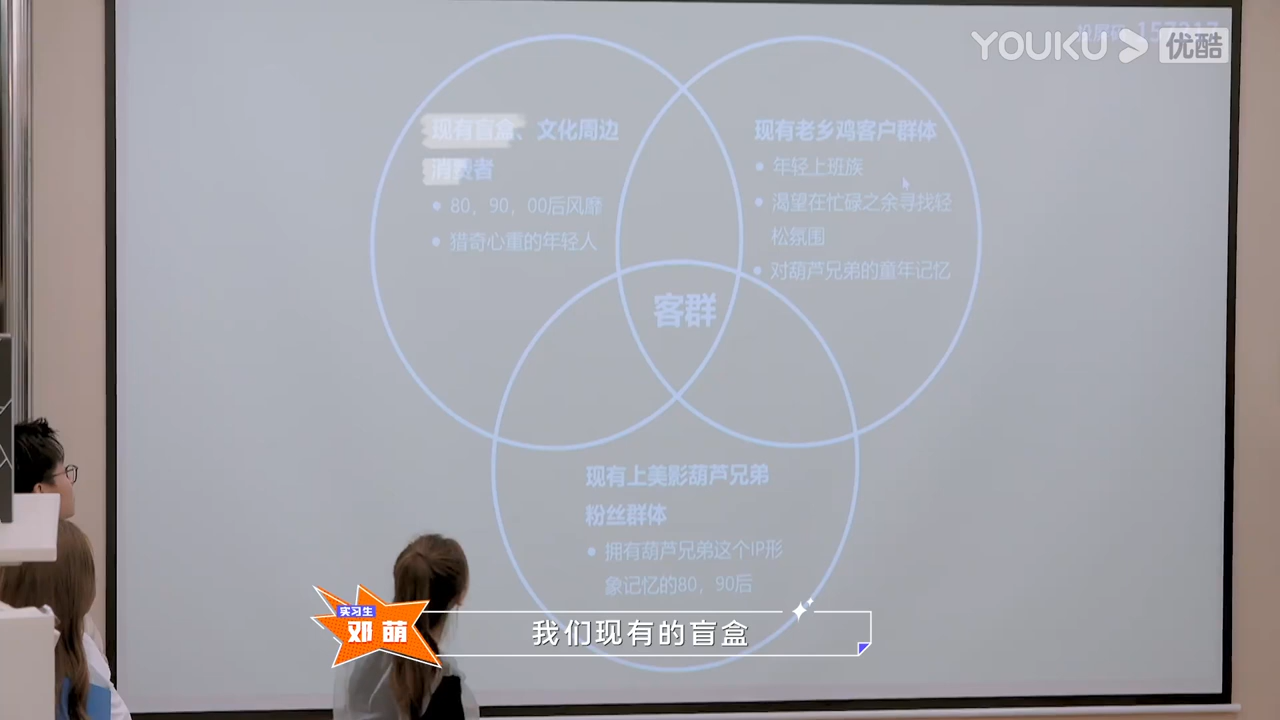 YOUKU 优酷
现有盲盒、文化周边
消费者
• 80，90，00后风靡
• 猎奇心重的年轻人
现有老乡鸡客户群体
• 年轻上班族
• 渴望在忙碌之余寻找轻
松氛围
• 对葫芦兄弟的童年记忆
客群
现有上美影葫芦兄弟
粉丝群体
• 拥有葫芦兄弟这个IP形
象记忆的80，90后
实习生
邓萌
我们现有的盲盒